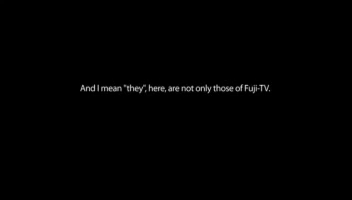 And I mean "they", here, are not only those of Fuji-TV.